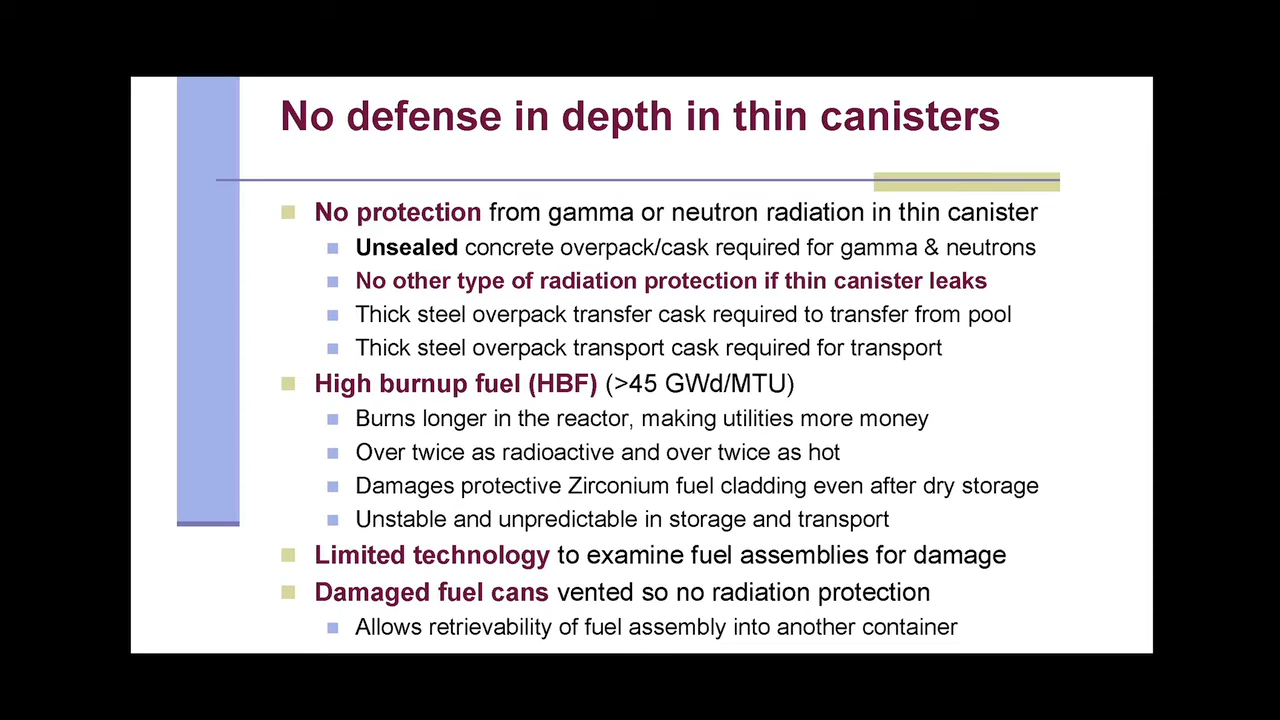 No defense in depth in thin canisters
No protection from gamma or neutron radiation in thin canister
Unsealed concrete overpack/cask required for gamma & neutrons
No other type of radiation protection if thin canister leaks
Thick steel overpack transfer cask required to transfer from pool
Thick steel overpack transport cask required for transport
High burnup fuel (HBF) (>45 GWd/MTU)
Burns longer in the reactor, making utilities more money
Over twice as radioactive and over twice as hot
Damages protective Zirconium fuel cladding even after dry storage
Unstable and unpredictable in storage and transport
Limited technology to examine fuel assemblies for damage
Damaged fuel cans vented so no radiation protection
Allows retrievability of fuel assembly into another container